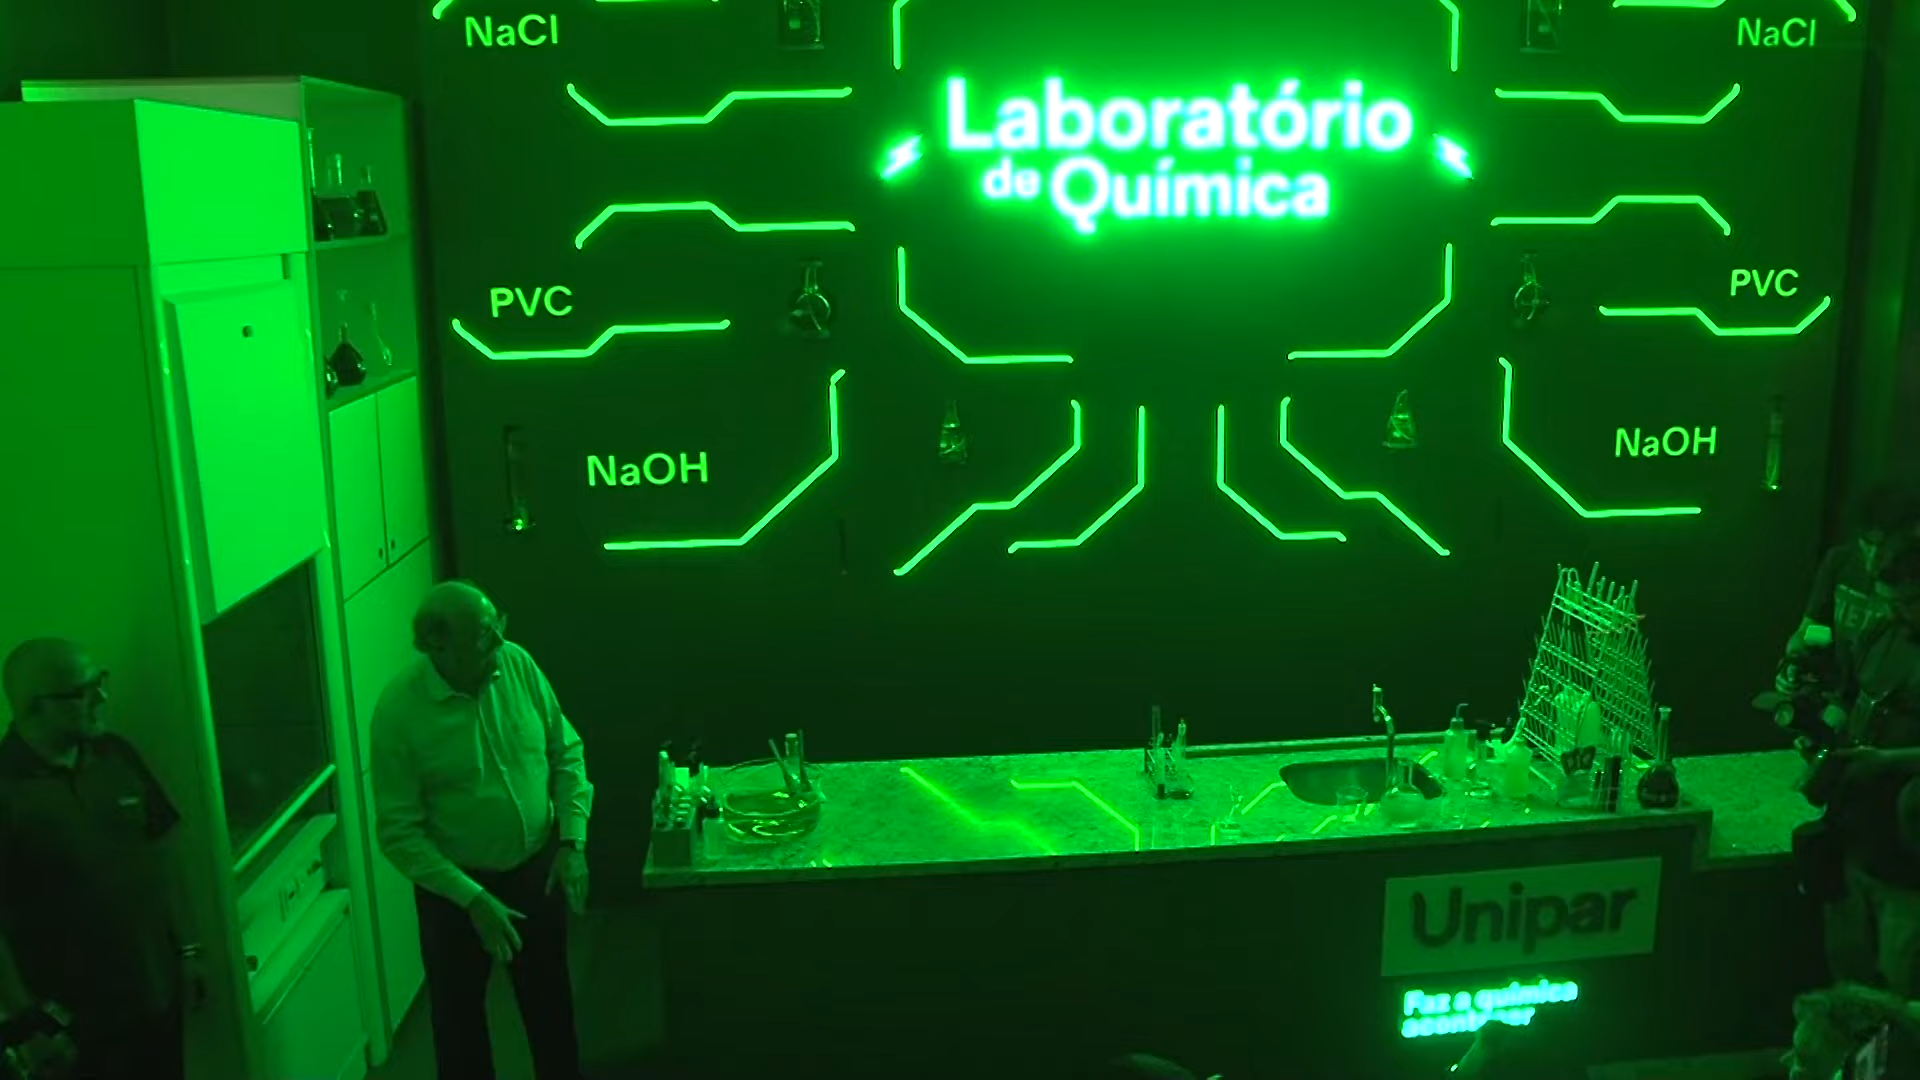 NaCl
NaCl
Laboratório
de Química
PVC
PVC
NaOH
NaOH
Unipar
Faz a química
acontecer